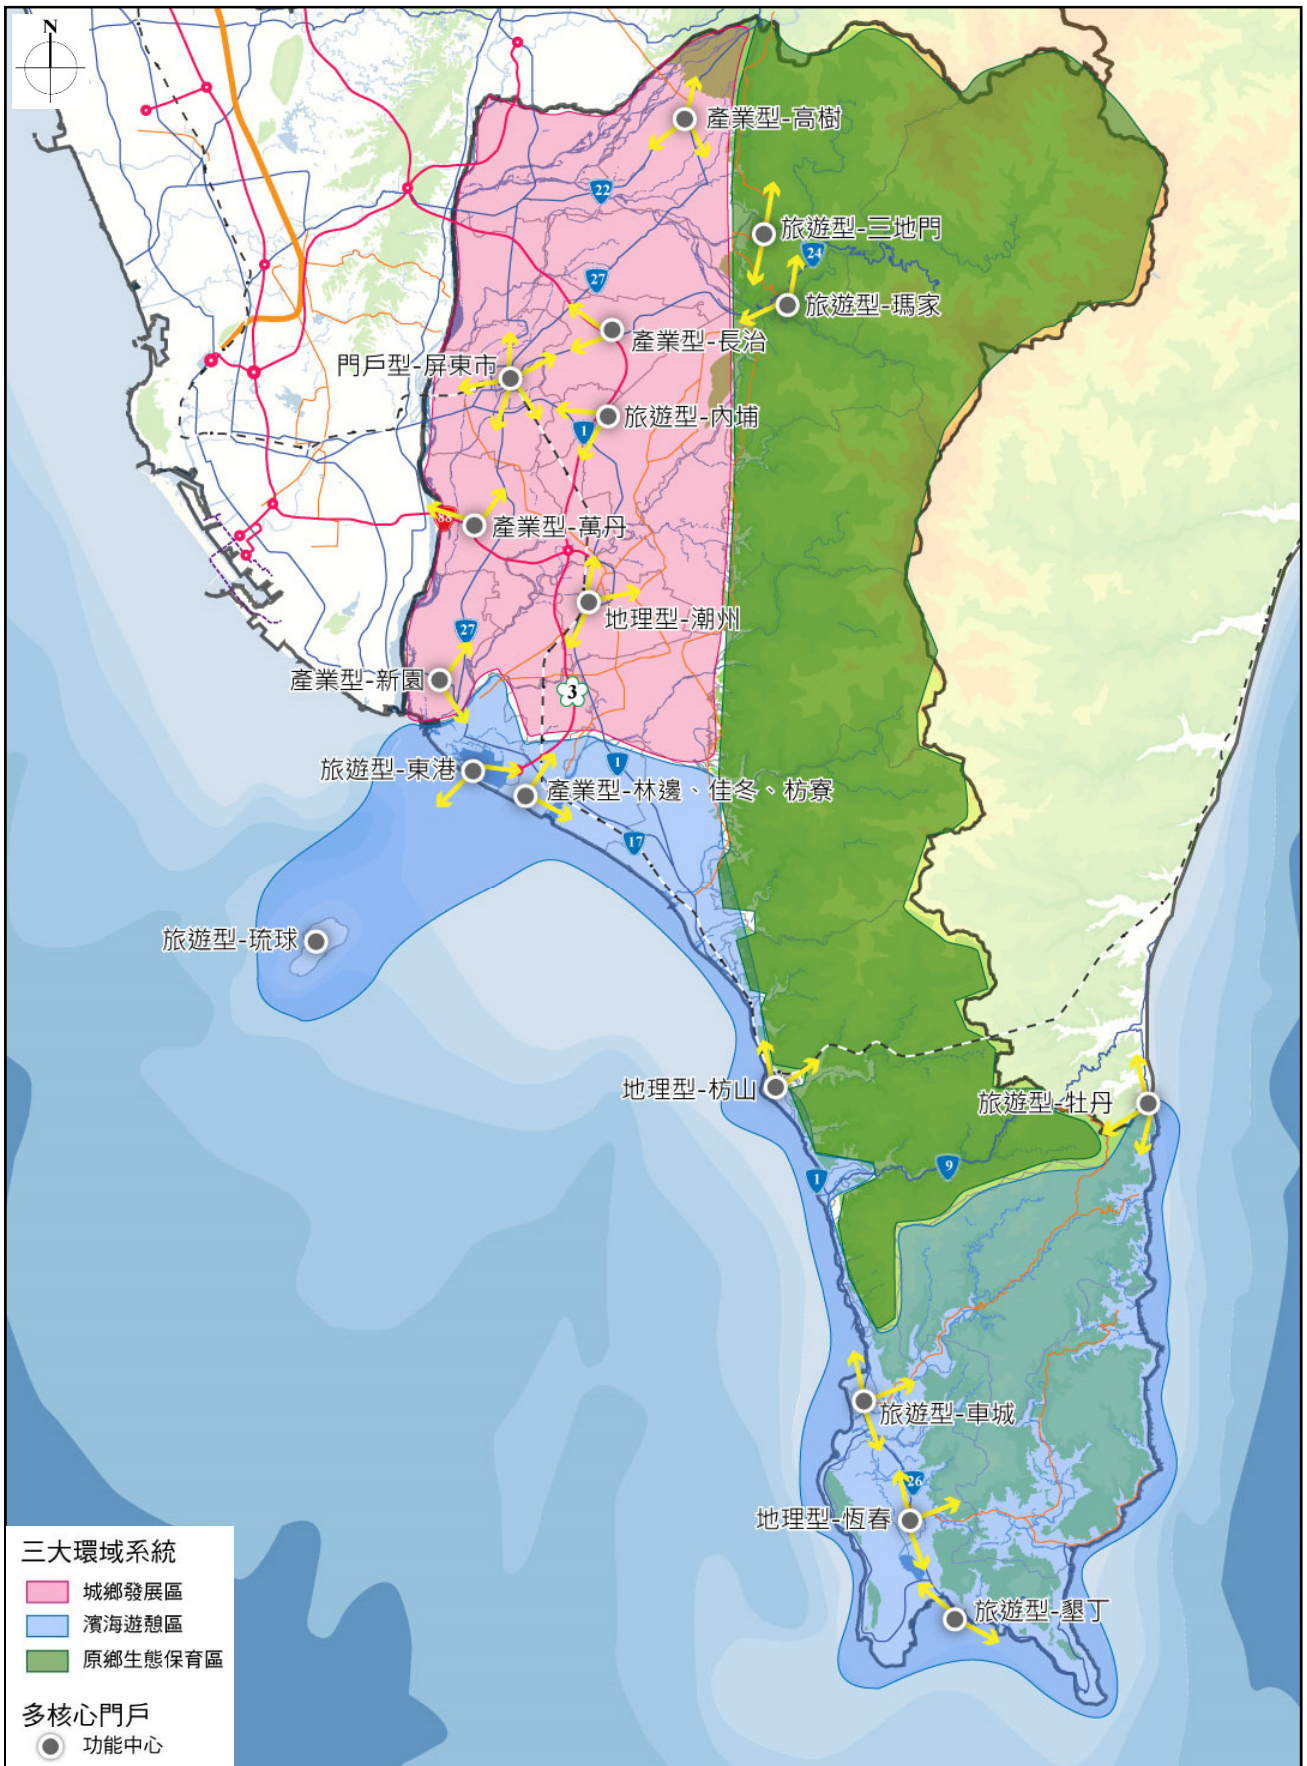 N
產業型-高樹
22
旅遊型-三地門
24
27
旅遊型-瑪家
產業型-長治
門戶型-屏東市
旅遊型-內埔
1
88
產業型-萬丹
地理型-潮州
27
產業型-新園
3
旅遊型-東港
1
產業型-林邊、佳冬、枋寮
17
旅遊型-琉球
地理型-枋山
旅遊型-牡丹
9
1
旅遊型-車城
26
地理型-恆春
旅遊型-墾丁
三大環域系統
城鄉發展區
濱海遊憩區
原鄉生態保育區
多核心門戶
功能中心